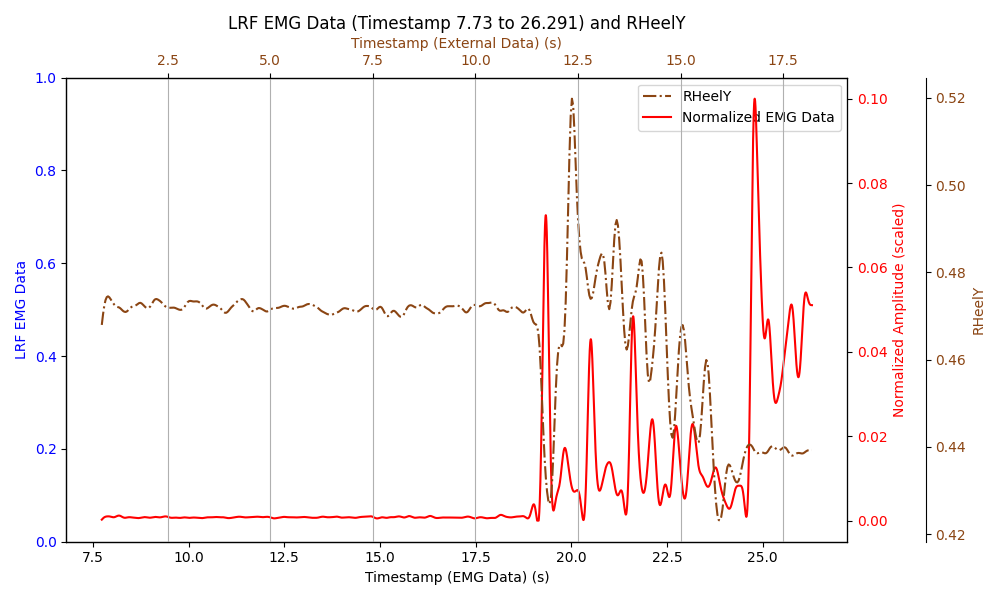 LRF EMG Data (Timestamp 7.73 to 26.291) and RHeelY
Timestamp (External Data) (s)
2.5 5.0 7.5 10.0 12.5 15.0 17.5
RHeelY
Normalized EMG Data
1.0
0.8
0.6
0.4
0.2
0.0
LRF EMG Data
0.10
0.08
0.06
0.04
0.02
0.00
Normalized Amplitude (scaled)
0.52
0.50
0.48
0.46
0.44
0.42
RHeelY
7.5 10.0 12.5 15.0 17.5 20.0 22.5 25.0
Timestamp (EMG Data) (s)